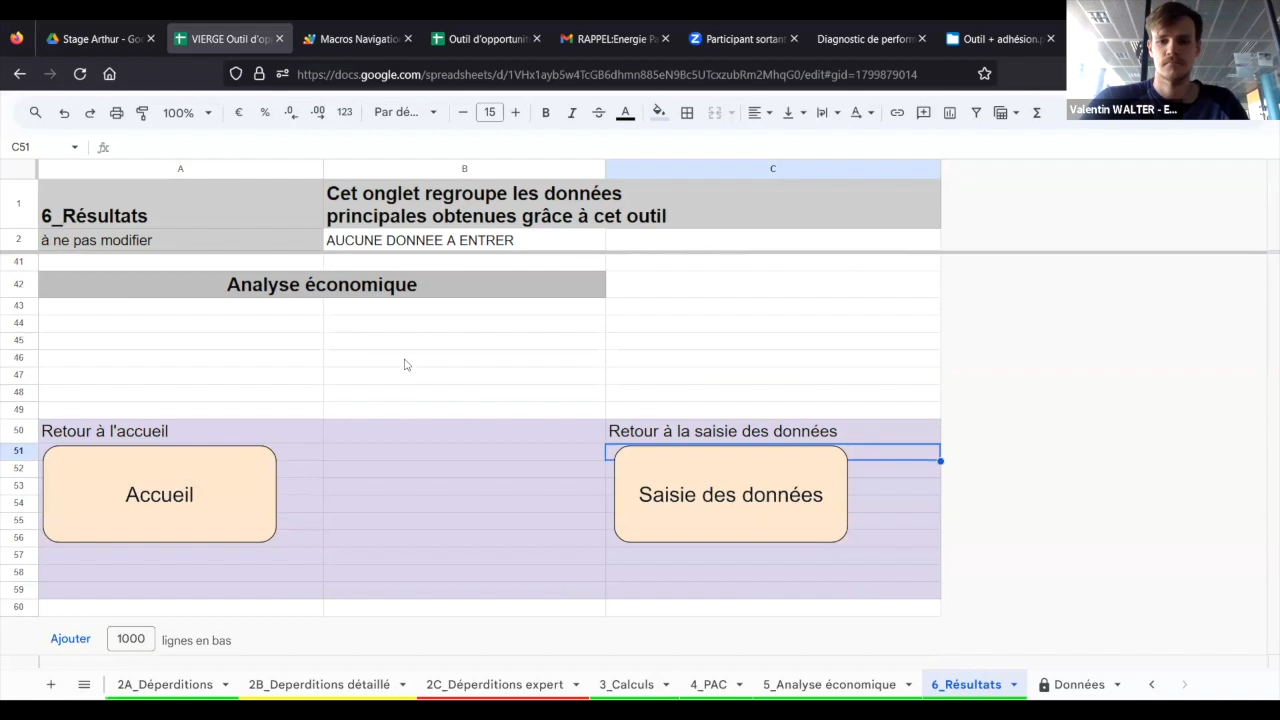 Stage Arthur - Goo
VIERGE Outil d'op
Macros Navigatio
Outil d'opportunit
RAPPEL:Energie Pa
Participant sortant
Diagnostic de perform
Outil + adhésion.p
https://docs.google.com/spreadsheets/d/1VHx1ayb5w4TcGB6dhmn885eN9Bc5UTcxzubRm2MhqG0/edit#gid=1799879014
Valentin WALTER - E...
100%
€
%
.0
.00
123
Par dé...
15
B
I
S
A
Σ
C51
fx
A
B
C
1
6_Résultats
Cet onglet regroupe les données
principales obtenues grâce à cet outil
2
à ne pas modifier
AUCUNE DONNEE A ENTRER
41
42
Analyse économique
43
44
45
46
47
48
49
50
Retour à l'accueil
Retour à la saisie des données
51
52
53
Accueil
Saisie des données
54
55
56
57
58
59
60
Ajouter
1000
lignes en bas
2A_Déperditions
2B_Deperditions détaillé
2C_Déperditions expert
3_Calculs
4_PAC
5_Analyse économique
6_Résultats
Données